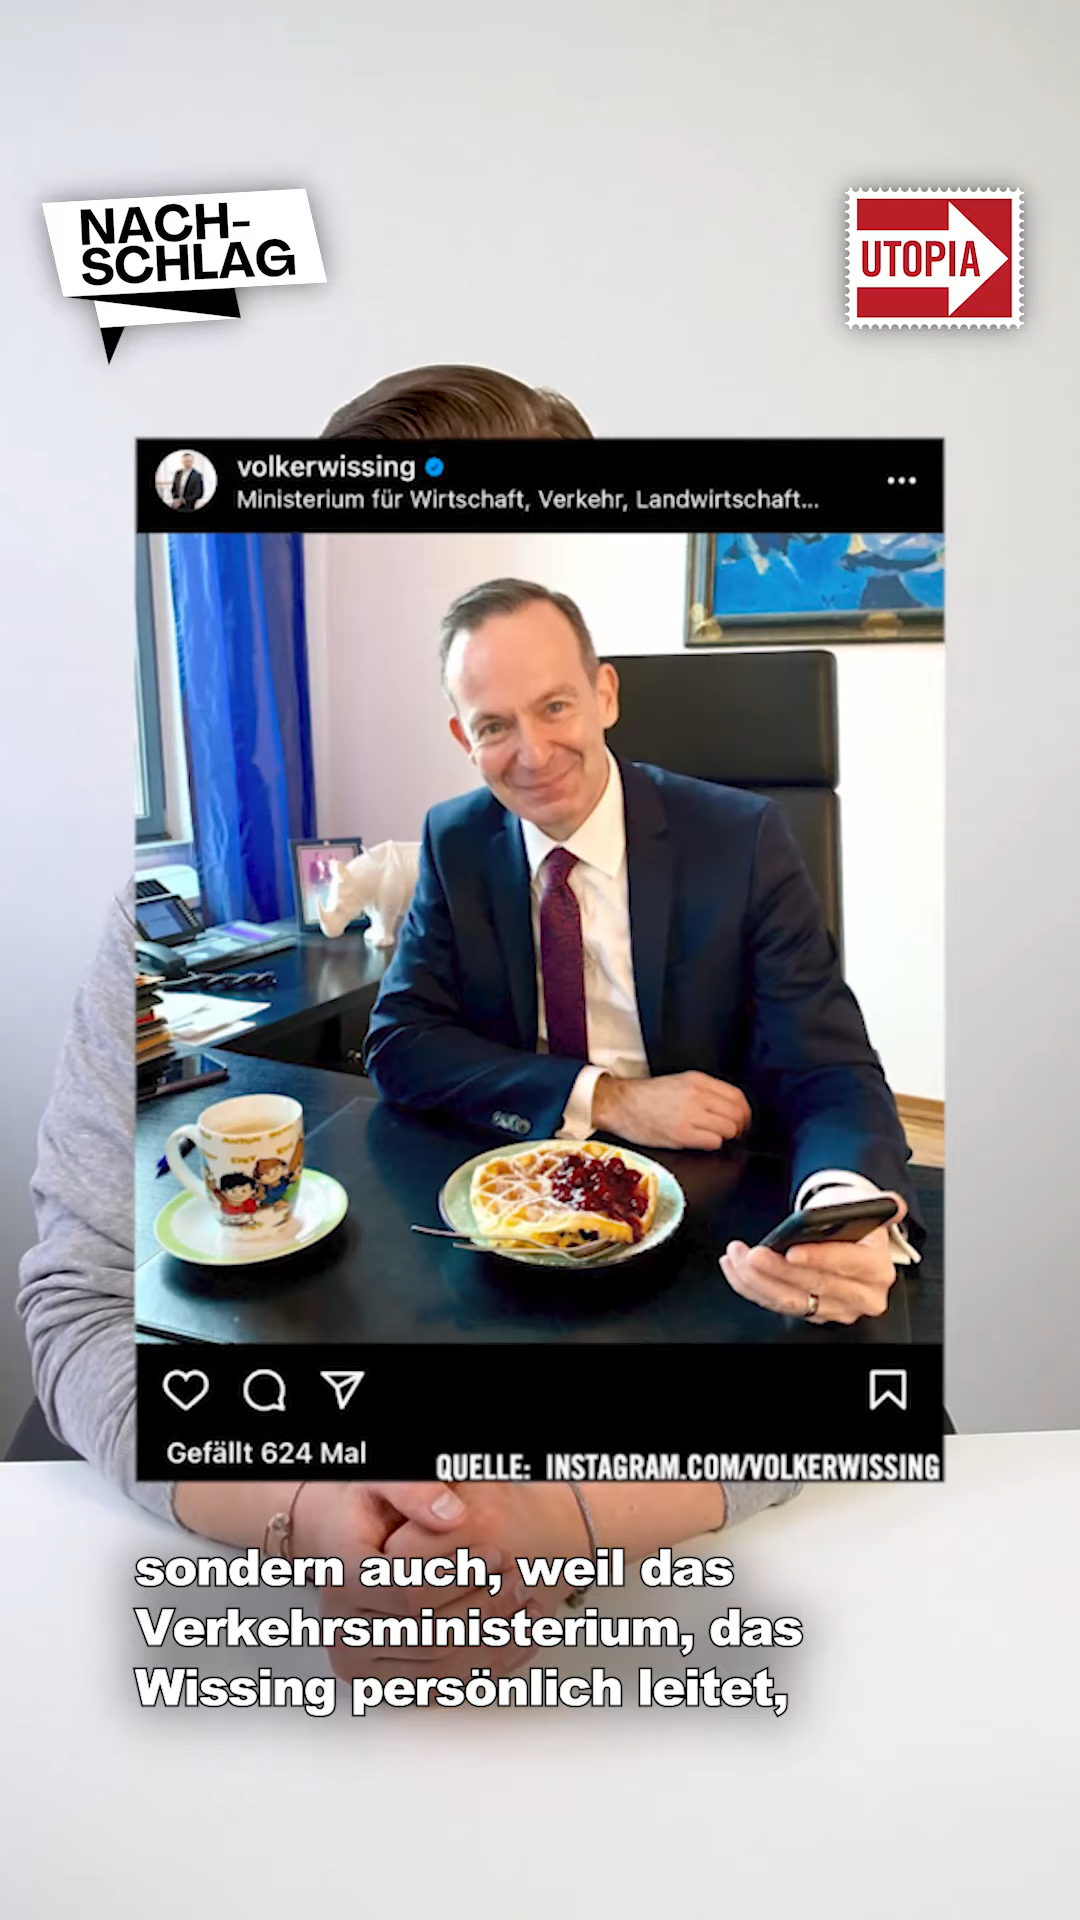 NACH-
SCHLAG
UTOPIA
volkerwissing
Ministerium für Wirtschaft, Verkehr, Landwirtschaft...
Gefällt 624 Mal
QUELLE: INSTAGRAM.COM/VOLKERWISSING
sondern auch, weil das
Verkehrsministerium, das
Wissing persönlich leitet,